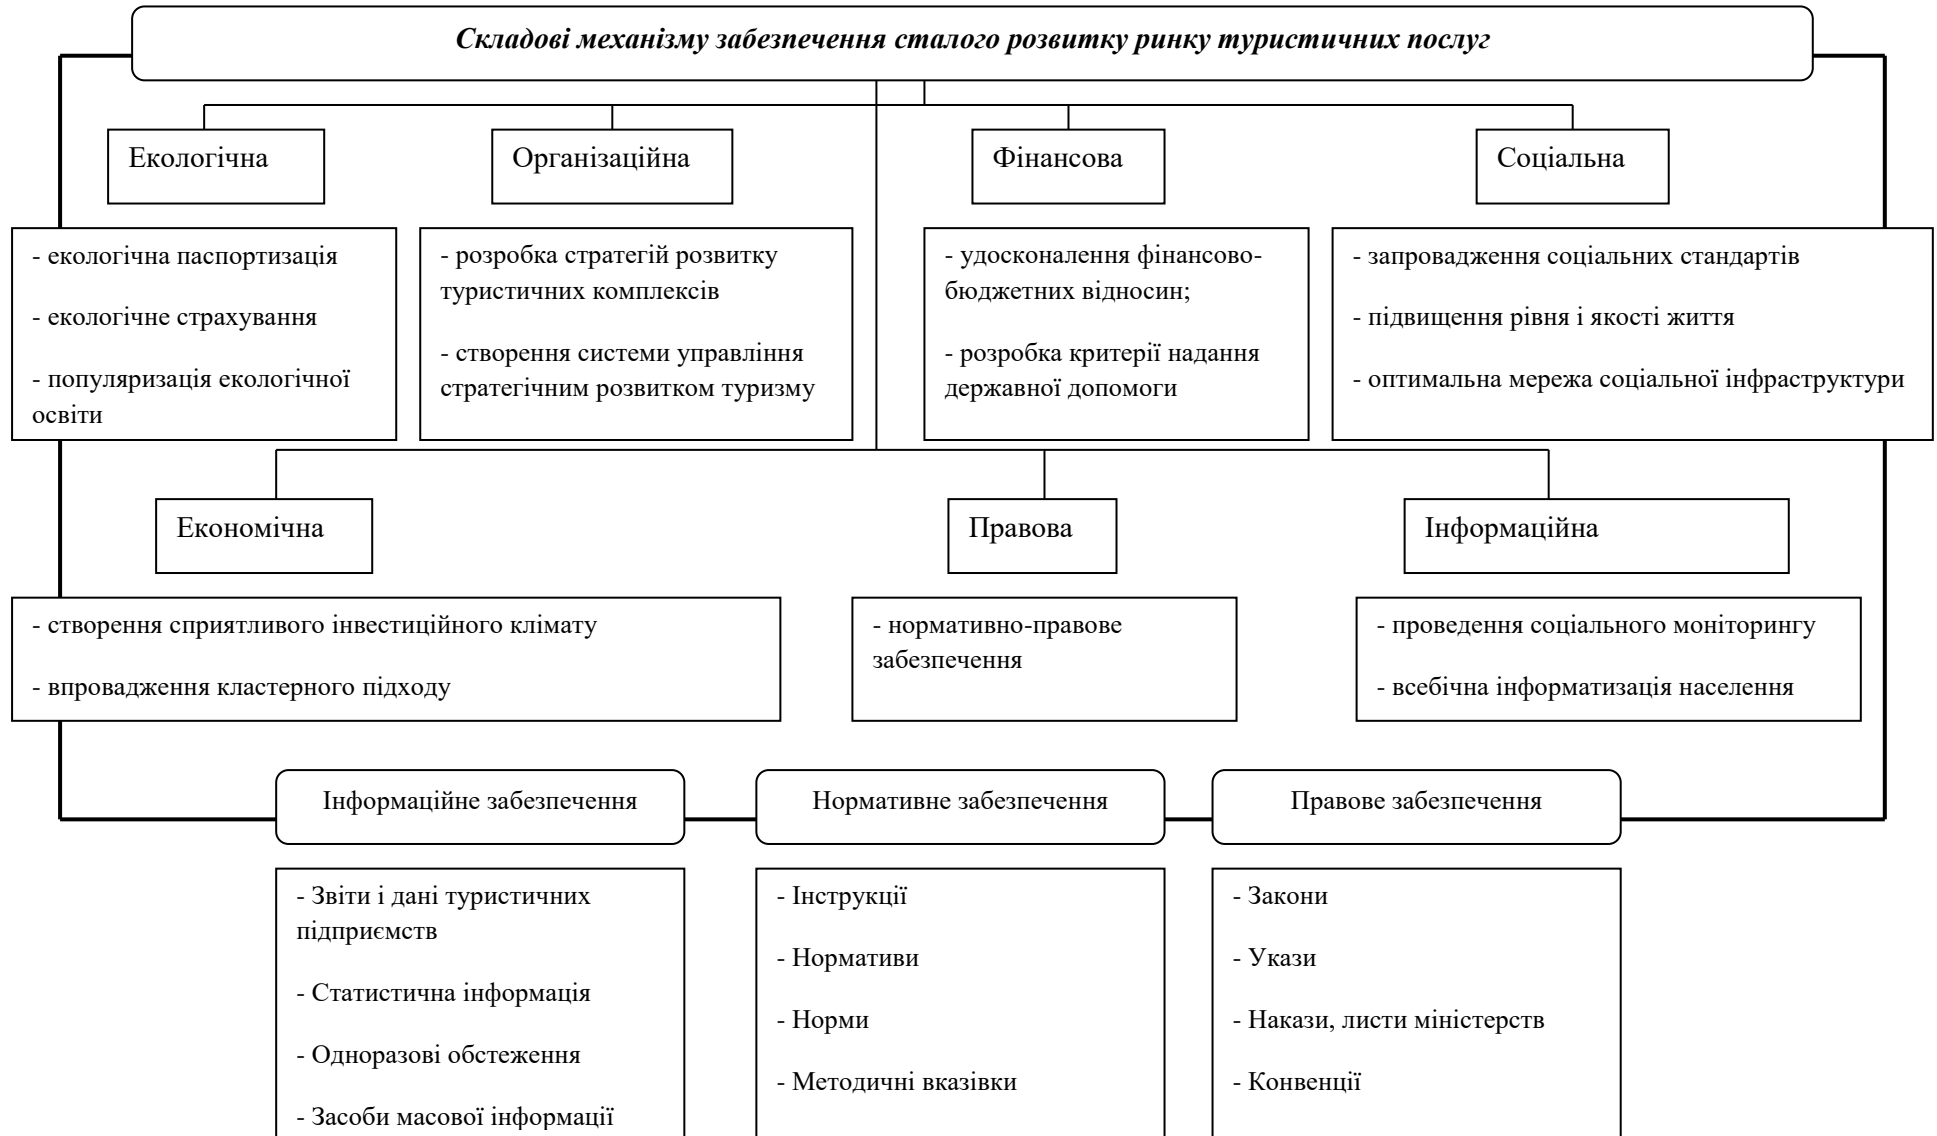 Складові механізму забезпечення сталого розвитку ринку туристичних послуг
Екологічна
Організаційна
Фінансова
Соціальна
- екологічна паспортизація
- екологічне страхування
- популяризація екологічної
освіти
- розробка стратегій розвитку
туристичних комплексів
- створення системи управління
стратегічним розвитком туризму
- удосконалення фінансово-
бюджетних відносин;
- розробка критерії надання
державної допомоги
- запровадження соціальних стандартів
- підвищення рівня і якості життя
- оптимальна мережа соціальної інфраструктури
Економічна
Правова
Інформаційна
- створення сприятливого інвестиційного клімату
- впровадження кластерного підходу
- нормативно-правове
забезпечення
- проведення соціального моніторингу
- всебічна інформатизація населення
Інформаційне забезпечення
Нормативне забезпечення
Правове забезпечення
- Звіти і дані туристичних
підприємств
- Статистична інформація
- Одноразові обстеження
- Засоби масової інформації
- Інструкції
- Нормативи
- Норми
- Методичні вказівки
- Закони
- Укази
- Накази, листи міністерств
- Конвенції